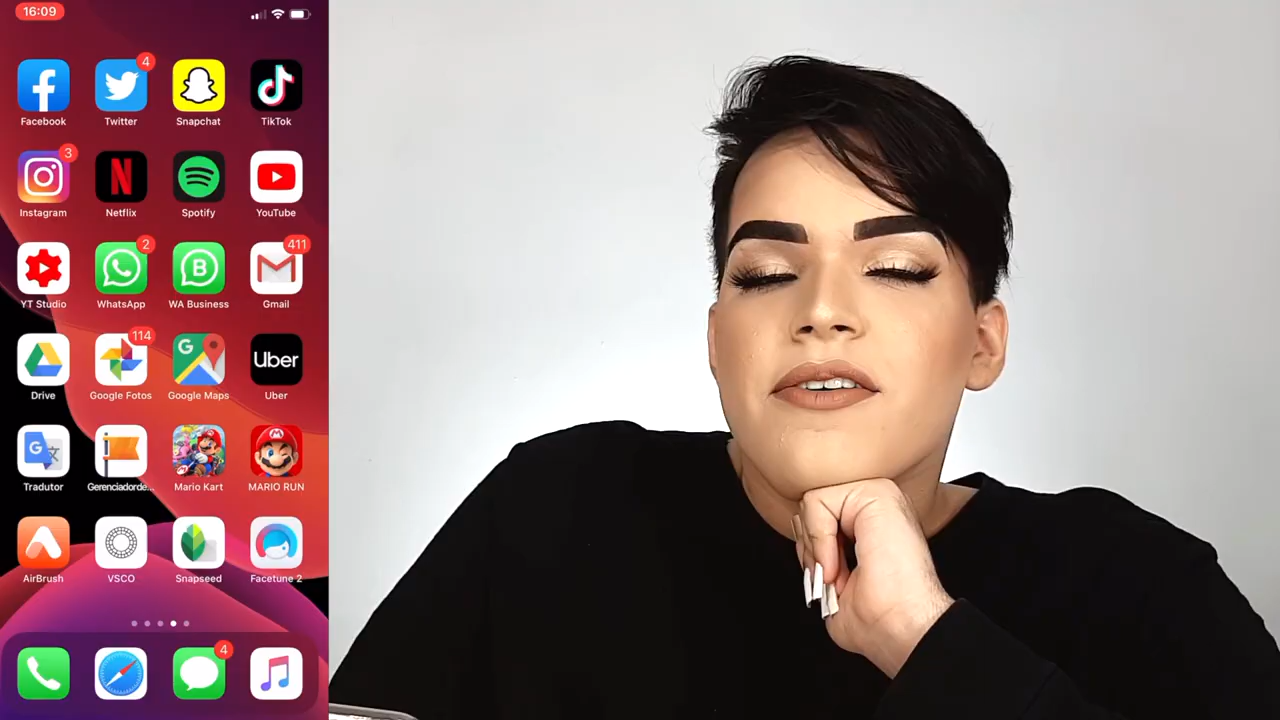 16:09
4
Facebook
Twitter
Snapchat
TikTok
3
Instagram
Netflix
Spotify
YouTube
2
411
YT Studio
WhatsApp
B
WA Business
Gmail
114
G
Uber
Drive
Google Fotos
Google Maps
Uber
G
M
Tradutor
Gerenciadorde...
Mario Kart
MARIO RUN
AirBrush
VSCO
Snapseed
Facetune 2
4